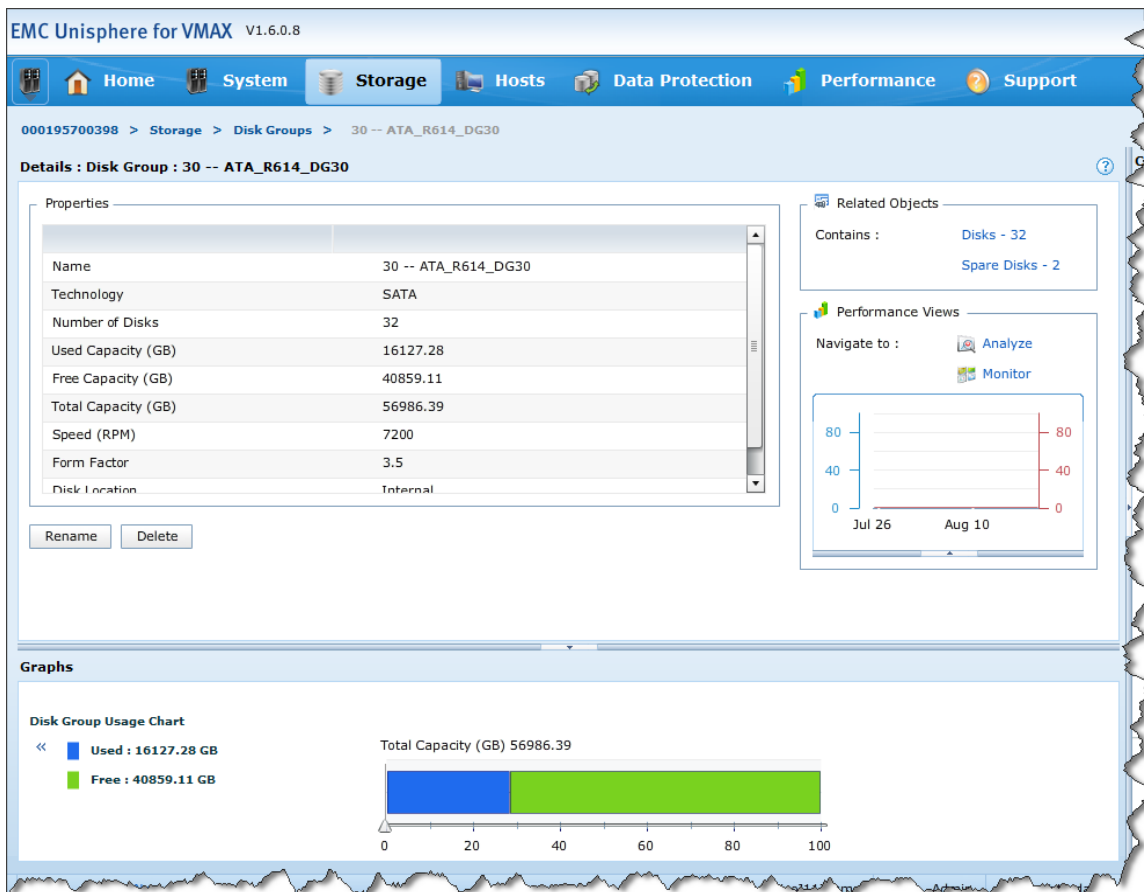 EMC Unisphere for VMAX V1.6.0.8
Home System Storage Hosts Data Protection Performance Support
000195700398 > Storage > Disk Groups > 30 -- ATA_R614_DG30
Details : Disk Group : 30 -- ATA_R614_DG30
Properties
Name 30 -- ATA_R614_DG30
Technology SATA
Number of Disks 32
Used Capacity (GB) 16127.28
Free Capacity (GB) 40859.11
Total Capacity (GB) 56986.39
Speed (RPM) 7200
Form Factor 3.5
Disk Location Internal
Rename Delete
Related Objects
Contains : Disks - 32
Spare Disks - 2
Performance Views
Navigate to : Analyze
Monitor
80 80
40 40
0 0
Jul 26 Aug 10
Graphs
Disk Group Usage Chart
« Used : 16127.28 GB
Free : 40859.11 GB
Total Capacity (GB) 56986.39
0 20 40 60 80 100